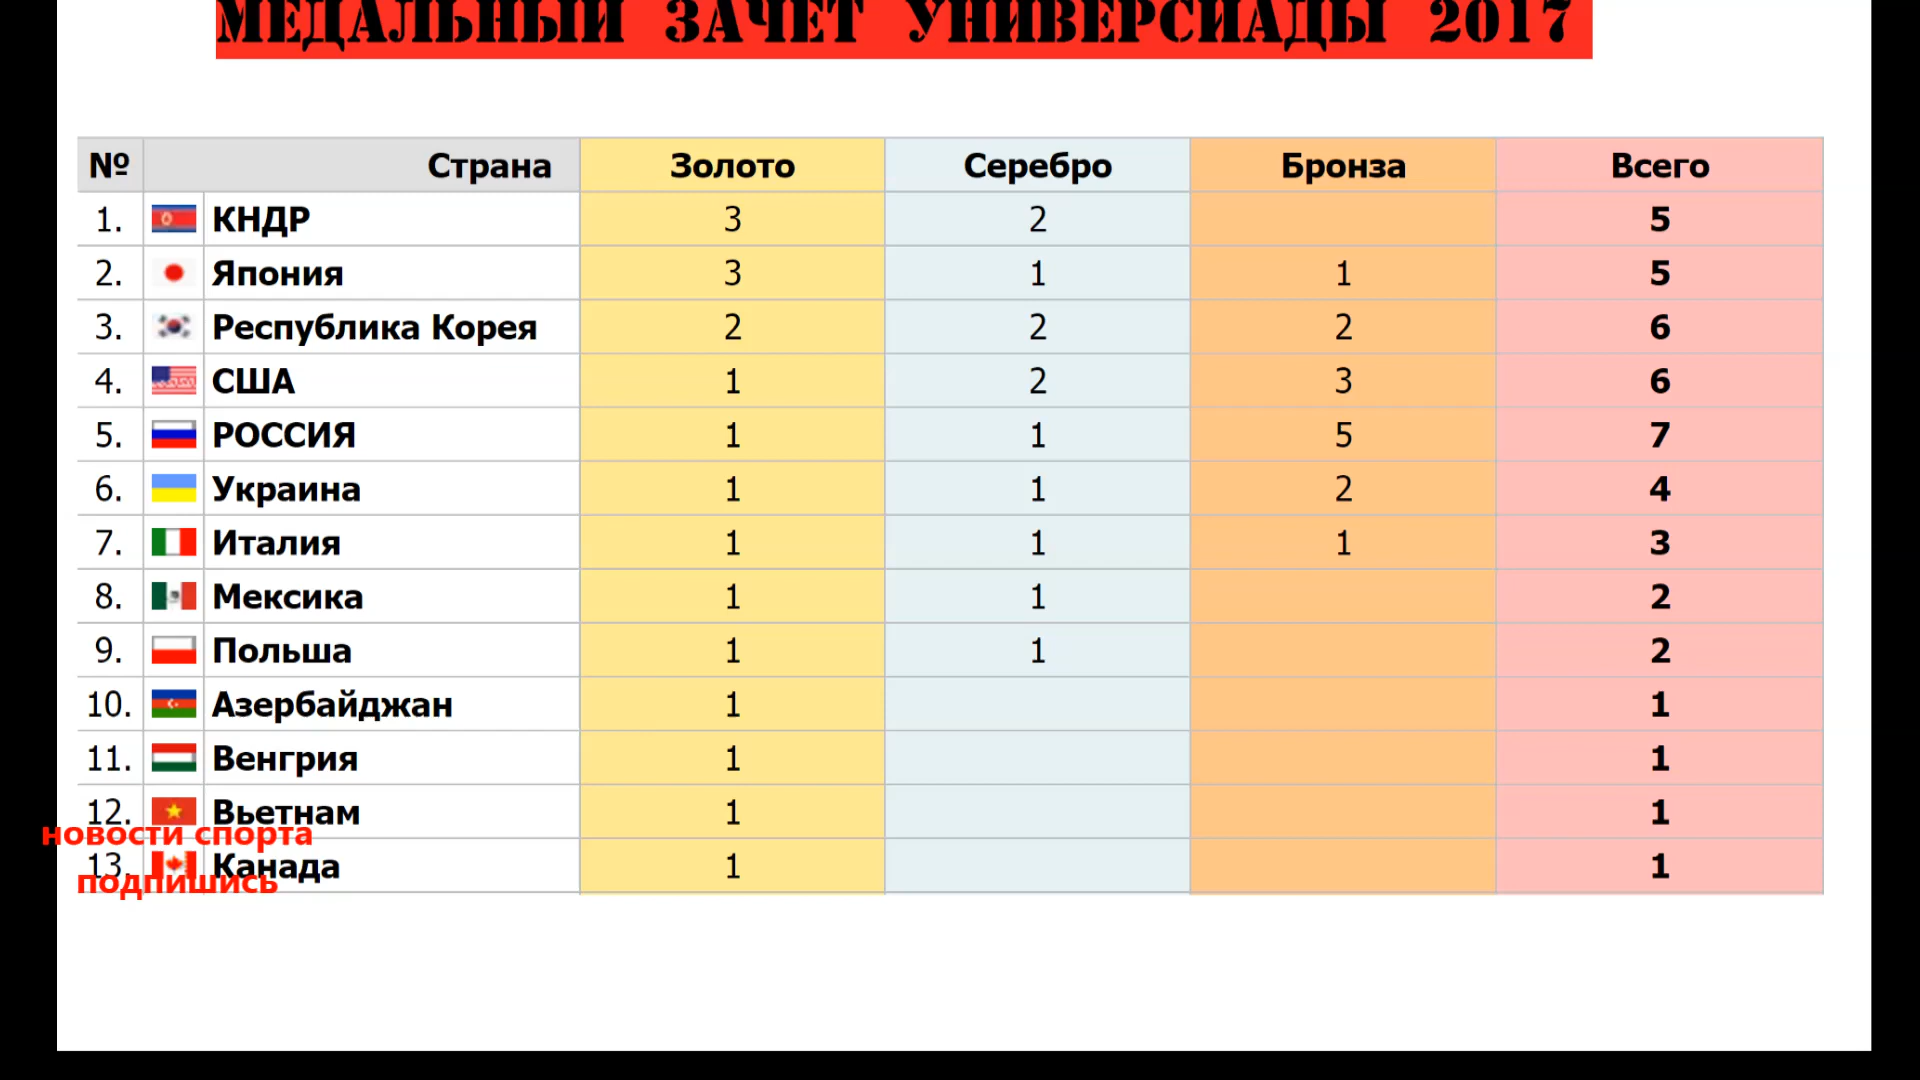 МЕДАЛЬНЫЙ ЗАЧЕТ УНИВЕРСИАДЫ 2017
№ Страна Золото Серебро Бронза Всего
1. КНДР 3 2 5
2. Япония 3 1 1 5
3. Республика Корея 2 2 2 6
4. США 1 2 3 6
5. РОССИЯ 1 1 5 7
6. Украина 1 1 2 4
7. Италия 1 1 1 3
8. Мексика 1 1 2
9. Польша 1 1 2
10. Азербайджан 1 1
11. Венгрия 1 1
12. Вьетнам 1 1
новости спорта
13. Канада 1 1
подпишись